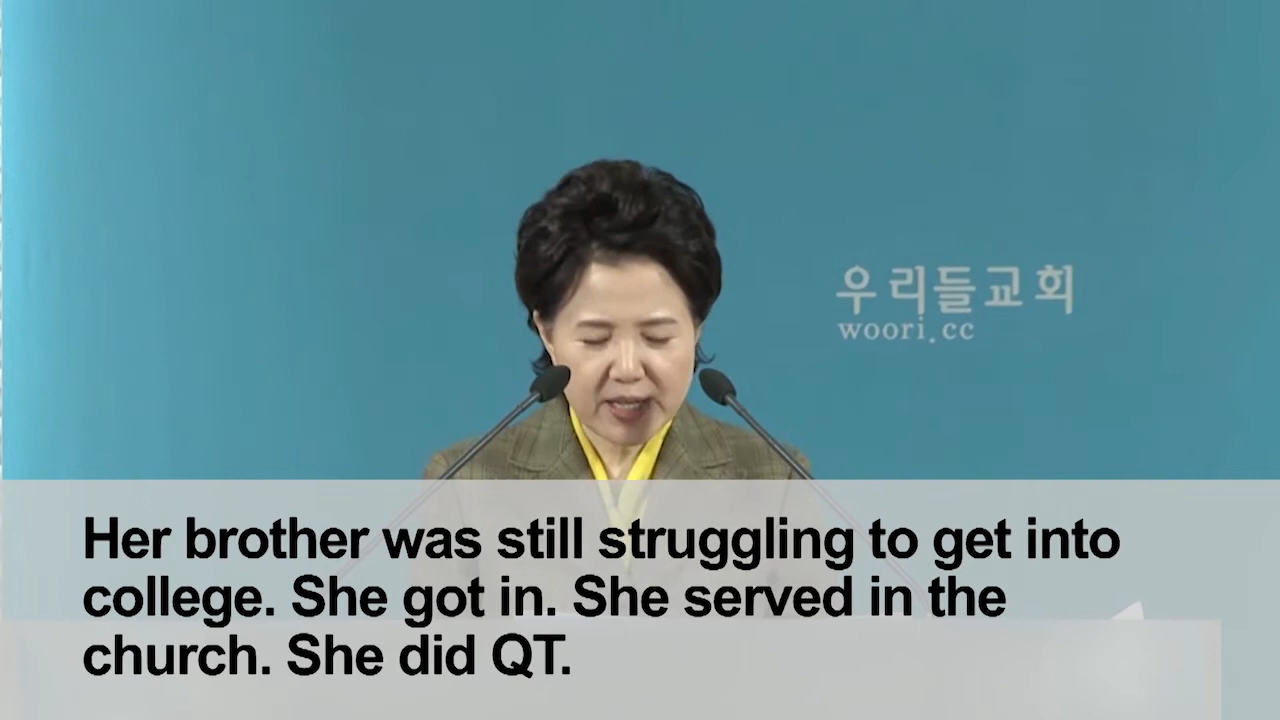 우리들교회
woori.cc
Her brother was still struggling to get into
college. She got in. She served in the
church. She did QT.